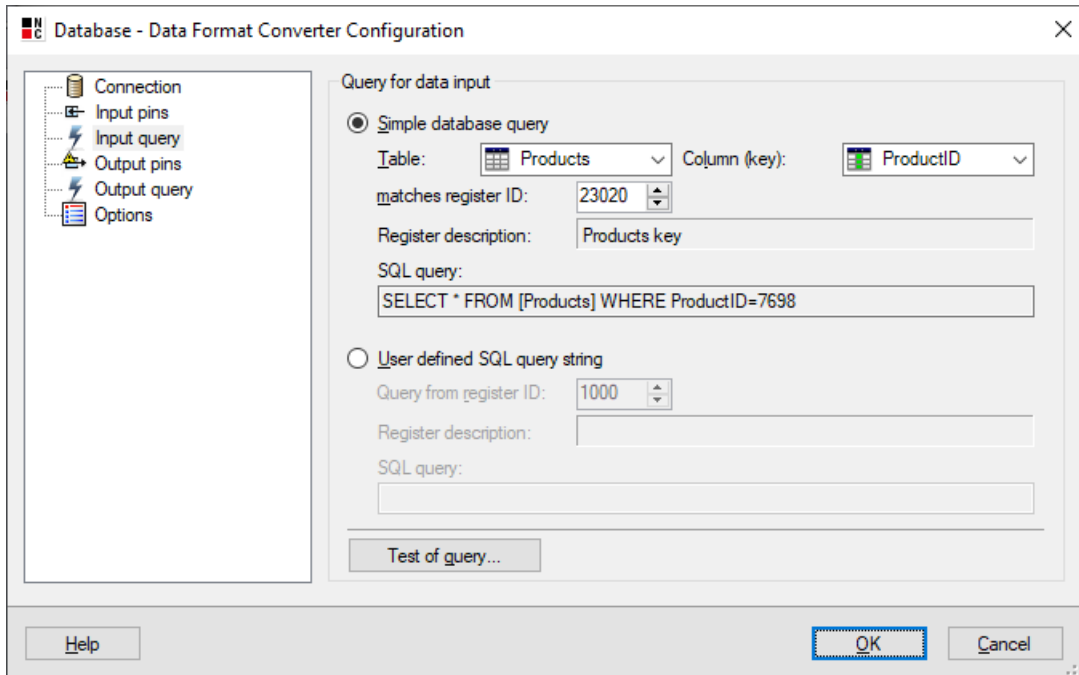 NC
Database - Data Format Converter Configuration
Connection
Input pins
Input query
Output pins
Output query
Options
Query for data input
Simple database query
Table: Products Column (key): ProductID
matches register ID: 23020
Register description: Products key
SQL query:
SELECT * FROM [Products] WHERE ProductID=7698
User defined SQL query string
Query from register ID: 1000
Register description:
SQL query:
Test of query...
Help OK Cancel